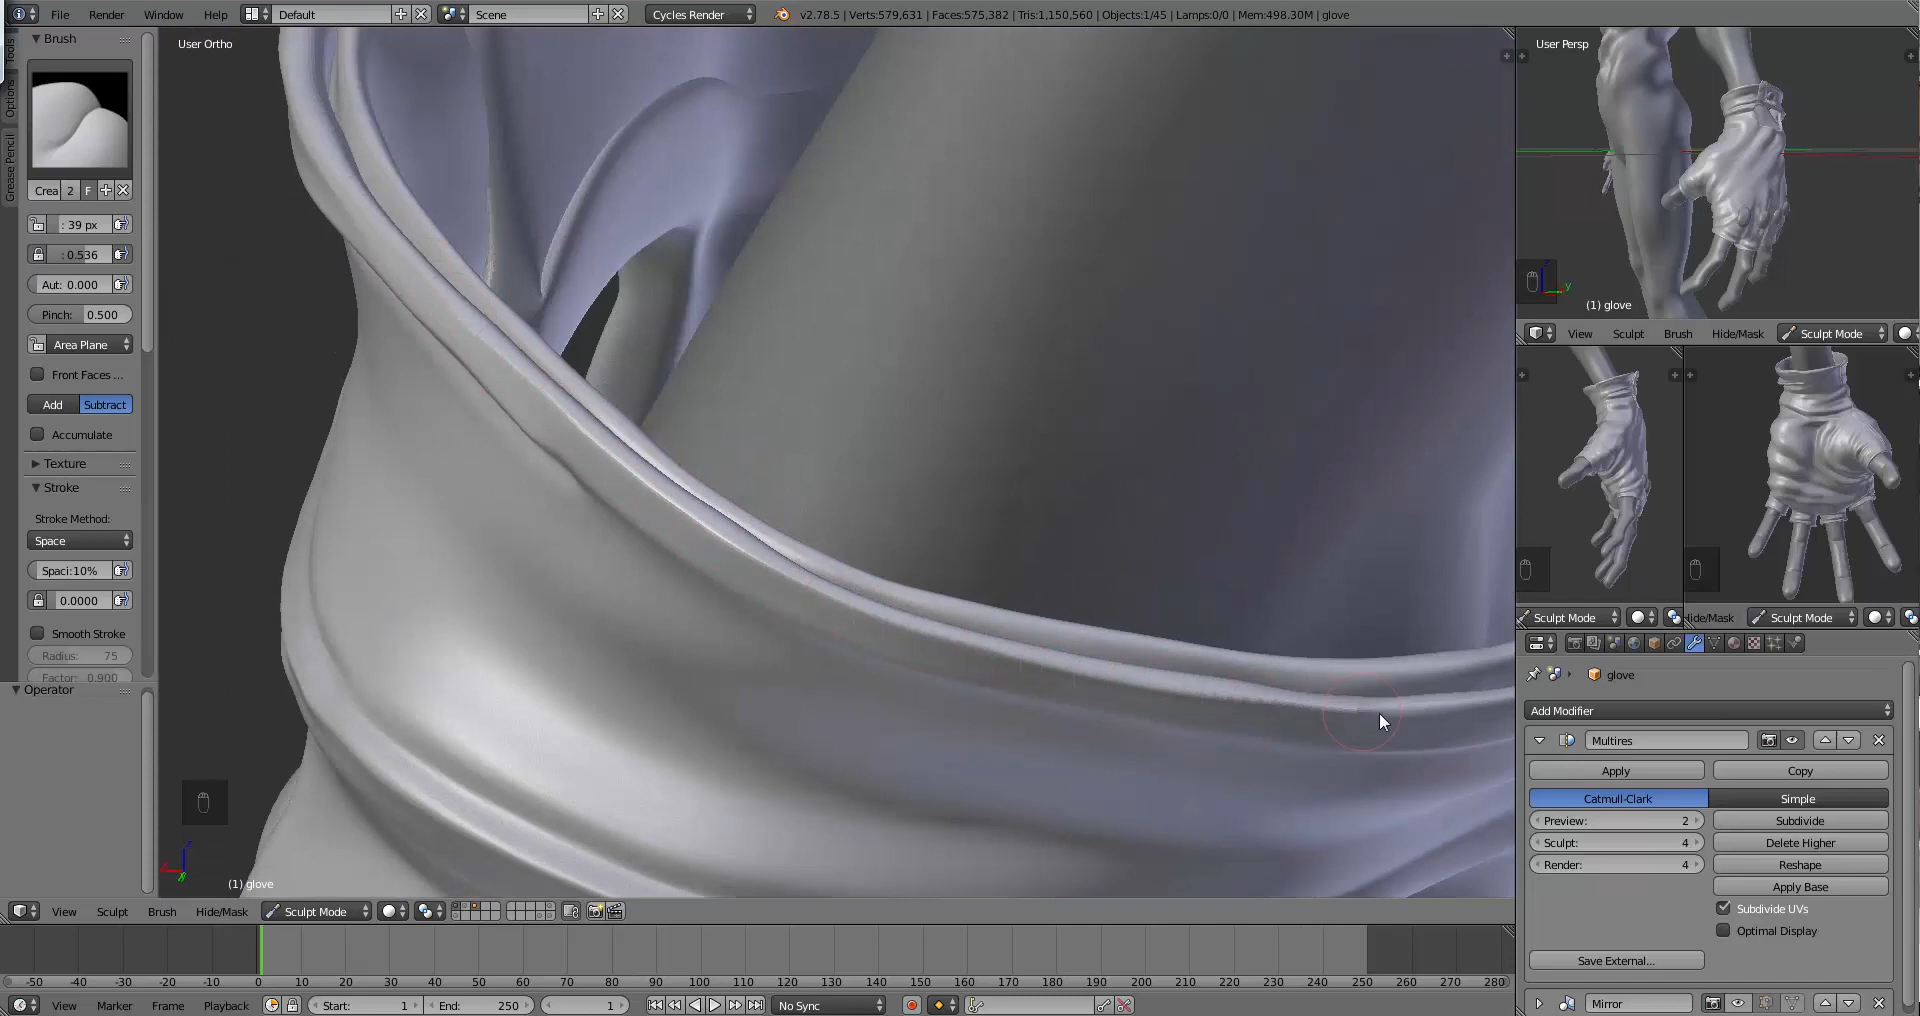 File Render Window Help Default Scene Cycles Render v2.78.5 | Verts:579,631 | Faces:575,382 | Tris:1,150,560 | Objects:1/45 | Lamps:0/0 | Mem:498.30M | glove
Tools
Options
Grease Pencil
Brush
Crea 2 F
: 39 px
: 0.536
Aut: 0.000
Pinch: 0.500
Area Plane
Front Faces ...
Add Subtract
Accumulate
Texture
Stroke
Stroke Method:
Space
Spaci:10%
0.0000
Smooth Stroke
Radius: 75
Factor: 0.900
Operator
User Ortho
(1) glove
View Sculpt Brush Hide/Mask Sculpt Mode
User Persp
(1) glove
View Sculpt Brush Hide/Mask Sculpt Mode
Sculpt Mode
Hide/Mask Sculpt Mode
glove
Add Modifier
Multires
Apply Copy
Catmull-Clark Simple
Preview: 2 Subdivide
Sculpt: 4 Delete Higher
Render: 4 Reshape
Apply Base
Subdivide UVs
Optimal Display
Save External...
Mirror
-50 -40 -30 -20 -10 0 10 20 30 40 50 60 70 80 90 100 110 120 130 140 150 160 170 180 190 200 210 220 230 240 250 260 270 280
View Marker Frame Playback Start: 1 End: 250 1 No Sync